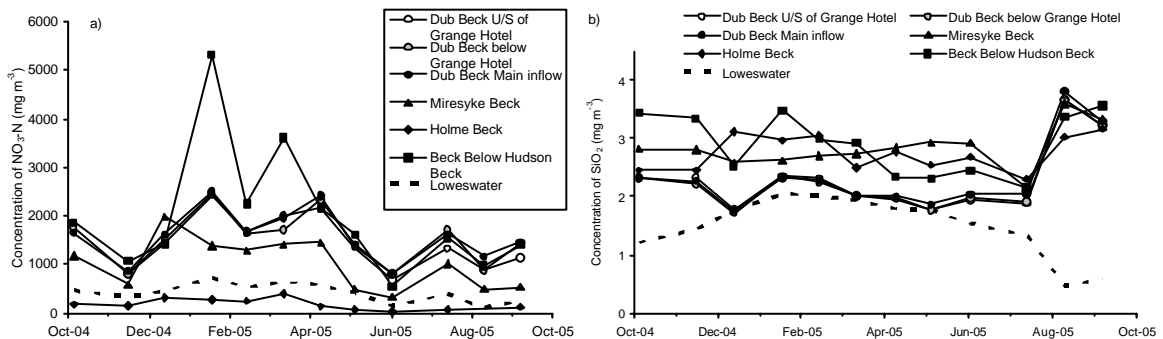 a)
Concentration of NO3-N (mg m-3)
6000
5000
4000
3000
2000
1000
0
Oct-04 Dec-04 Feb-05 Apr-05 Jun-05 Aug-05 Oct-05
Dub Beck U/S of
Grange Hotel
Dub Beck below
Grange Hotel
Dub Beck Main inflow
Miresyke Beck
Holme Beck
Beck Below Hudson
Beck
Loweswater
b)
Dub Beck U/S of Grange Hotel Dub Beck below Grange Hotel
Dub Beck Main inflow Miresyke Beck
Holme Beck Beck Below Hudson Beck
Loweswater
Concentration of SiO2 (mg m-3)
4
3
2
1
0
Oct-04 Dec-04 Feb-05 Apr-05 Jun-05 Aug-05 Oct-05